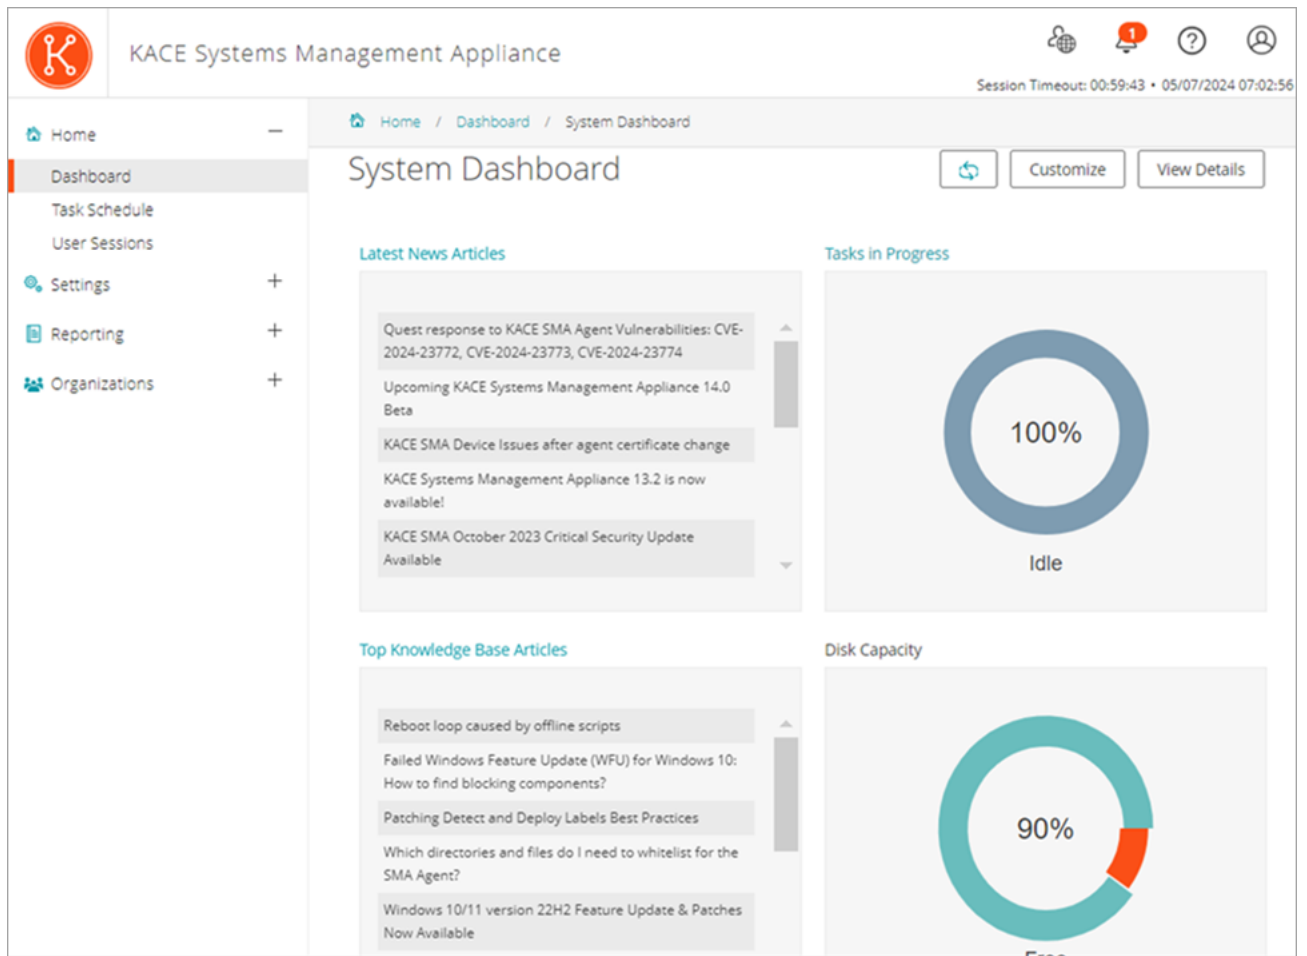 KACE Systems Management Appliance
1
Session Timeout: 00:59:43 • 05/07/2024 07:02:56
Home
Dashboard
Task Schedule
User Sessions
Settings
Reporting
Organizations
Home / Dashboard / System Dashboard
System Dashboard
Customize
View Details
Latest News Articles
Quest response to KACE SMA Agent Vulnerabilities: CVE-
2024-23772, CVE-2024-23773, CVE-2024-23774
Upcoming KACE Systems Management Appliance 14.0
Beta
KACE SMA Device Issues after agent certificate change
KACE Systems Management Appliance 13.2 is now
available!
KACE SMA October 2023 Critical Security Update
Available
Tasks in Progress
100%
Idle
Top Knowledge Base Articles
Reboot loop caused by offline scripts
Failed Windows Feature Update (WFU) for Windows 10:
How to find blocking components?
Patching Detect and Deploy Labels Best Practices
Which directories and files do I need to whitelist for the
SMA Agent?
Windows 10/11 version 22H2 Feature Update & Patches
Now Available
Disk Capacity
90%